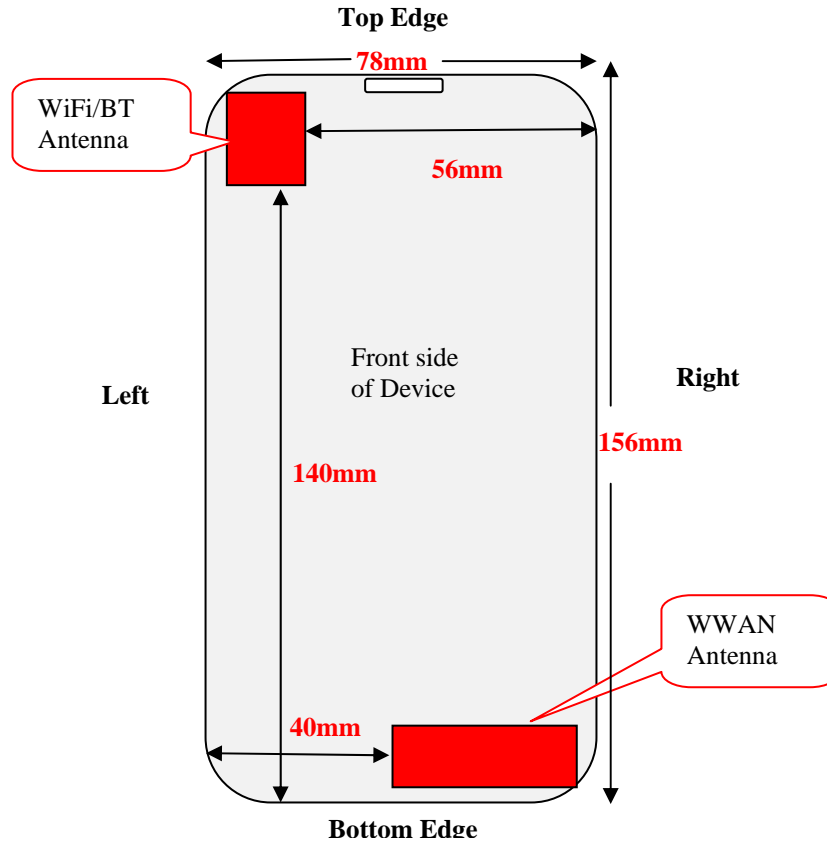 Top Edge
78mm
WiFi/BT
Antenna
56mm
Front side
of Device
Left
Right
156mm
140mm
WWAN
Antenna
40mm
Bottom Edge